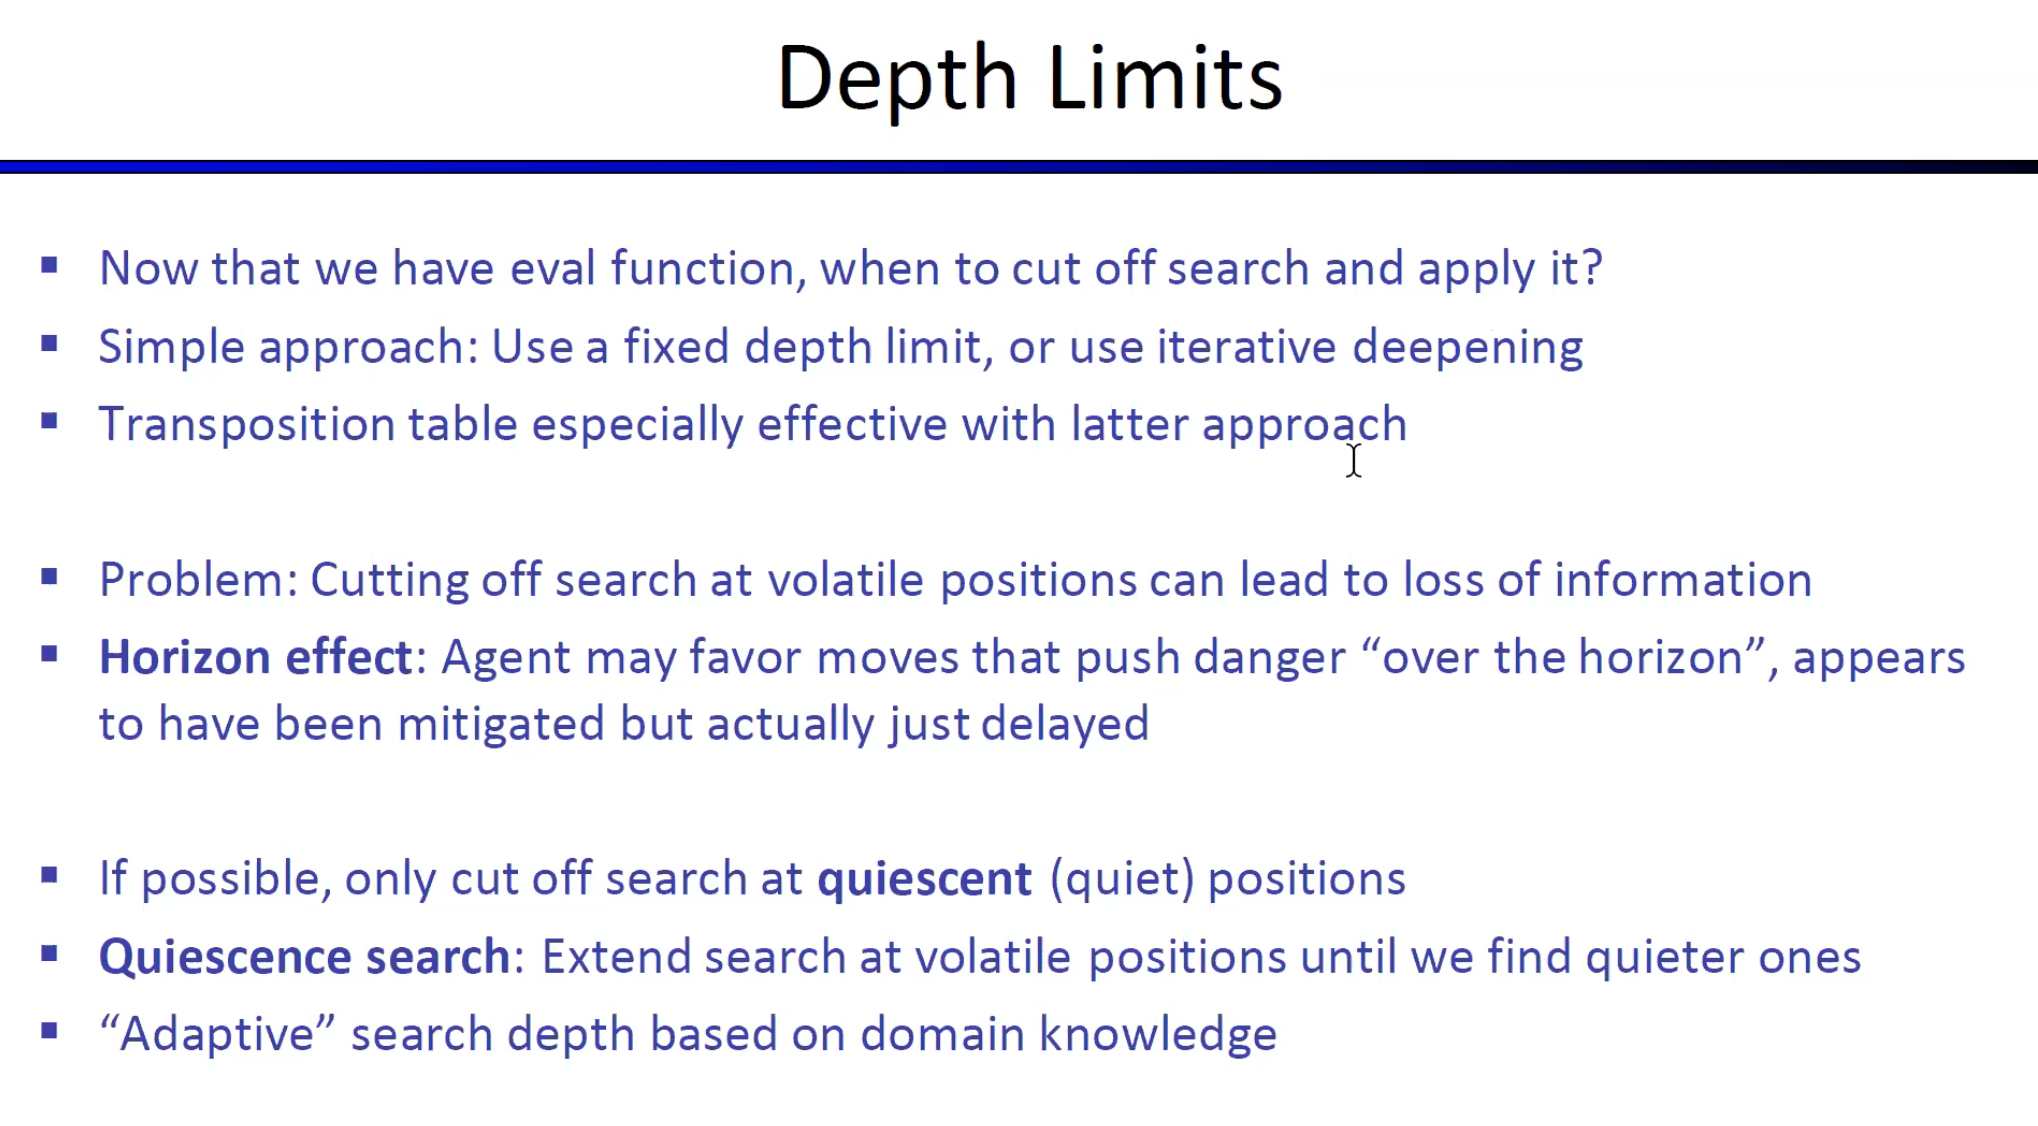 Depth Limits
▪ Now that we have eval function, when to cut off search and apply it?
▪ Simple approach: Use a fixed depth limit, or use iterative deepening
▪ Transposition table especially effective with latter approach
▪ Problem: Cutting off search at volatile positions can lead to loss of information
▪ Horizon effect: Agent may favor moves that push danger “over the horizon”, appears
to have been mitigated but actually just delayed
▪ If possible, only cut off search at quiescent (quiet) positions
▪ Quiescence search: Extend search at volatile positions until we find quieter ones
▪ “Adaptive” search depth based on domain knowledge